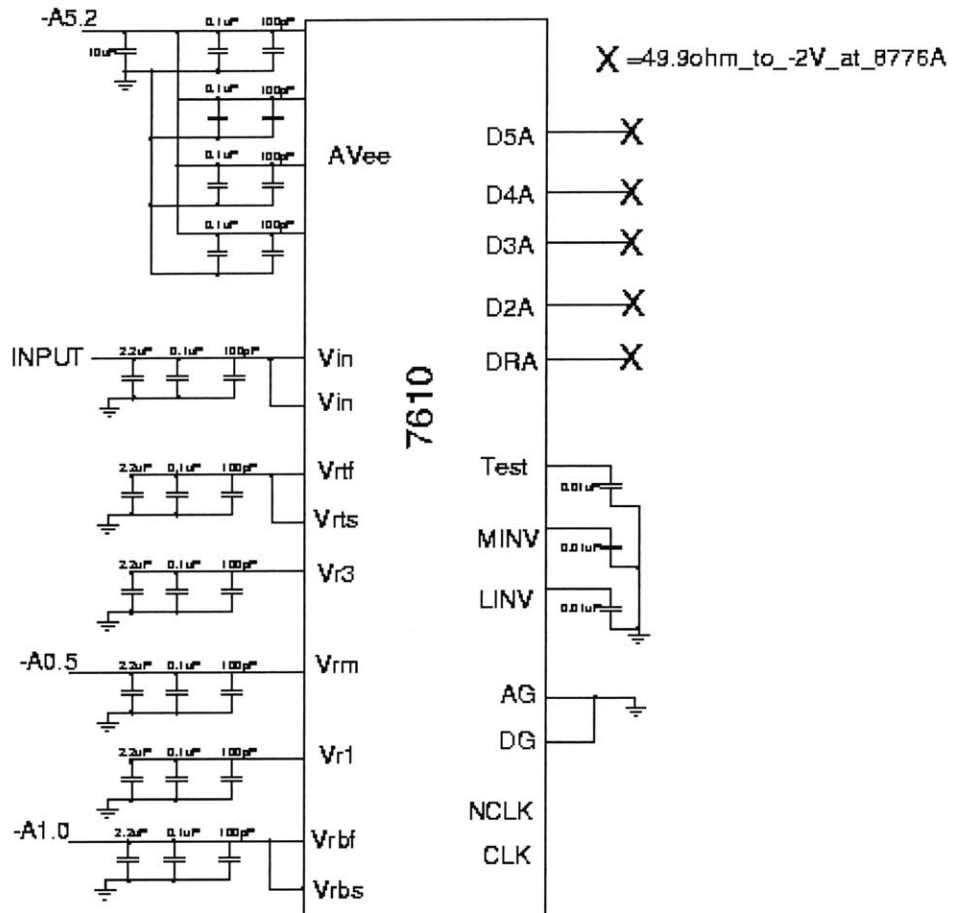 -A5.2
0.1uF 100pF
10uF
0.1uF 100pF
0.1uF 100pF
0.1uF 100pF
AVee
INPUT
2.2uF 0.1uF 100pF
Vin
Vin
2.2uF 0.1uF 100pF
Vrtf
Vrts
2.2uF 0.1uF 100pF
Vr3
-A0.5
2.2uF 0.1uF 100pF
Vrm
2.2uF 0.1uF 100pF
Vr1
-A1.0
2.2uF 0.1uF 100pF
Vrbf
Vrbs
7610
X =49.9ohm_to_-2V_at_8776A
D5A
D4A
D3A
D2A
DRA
Test
0.01uF
MINV
0.01uF
LINV
0.01uF
AG
DG
NCLK
CLK